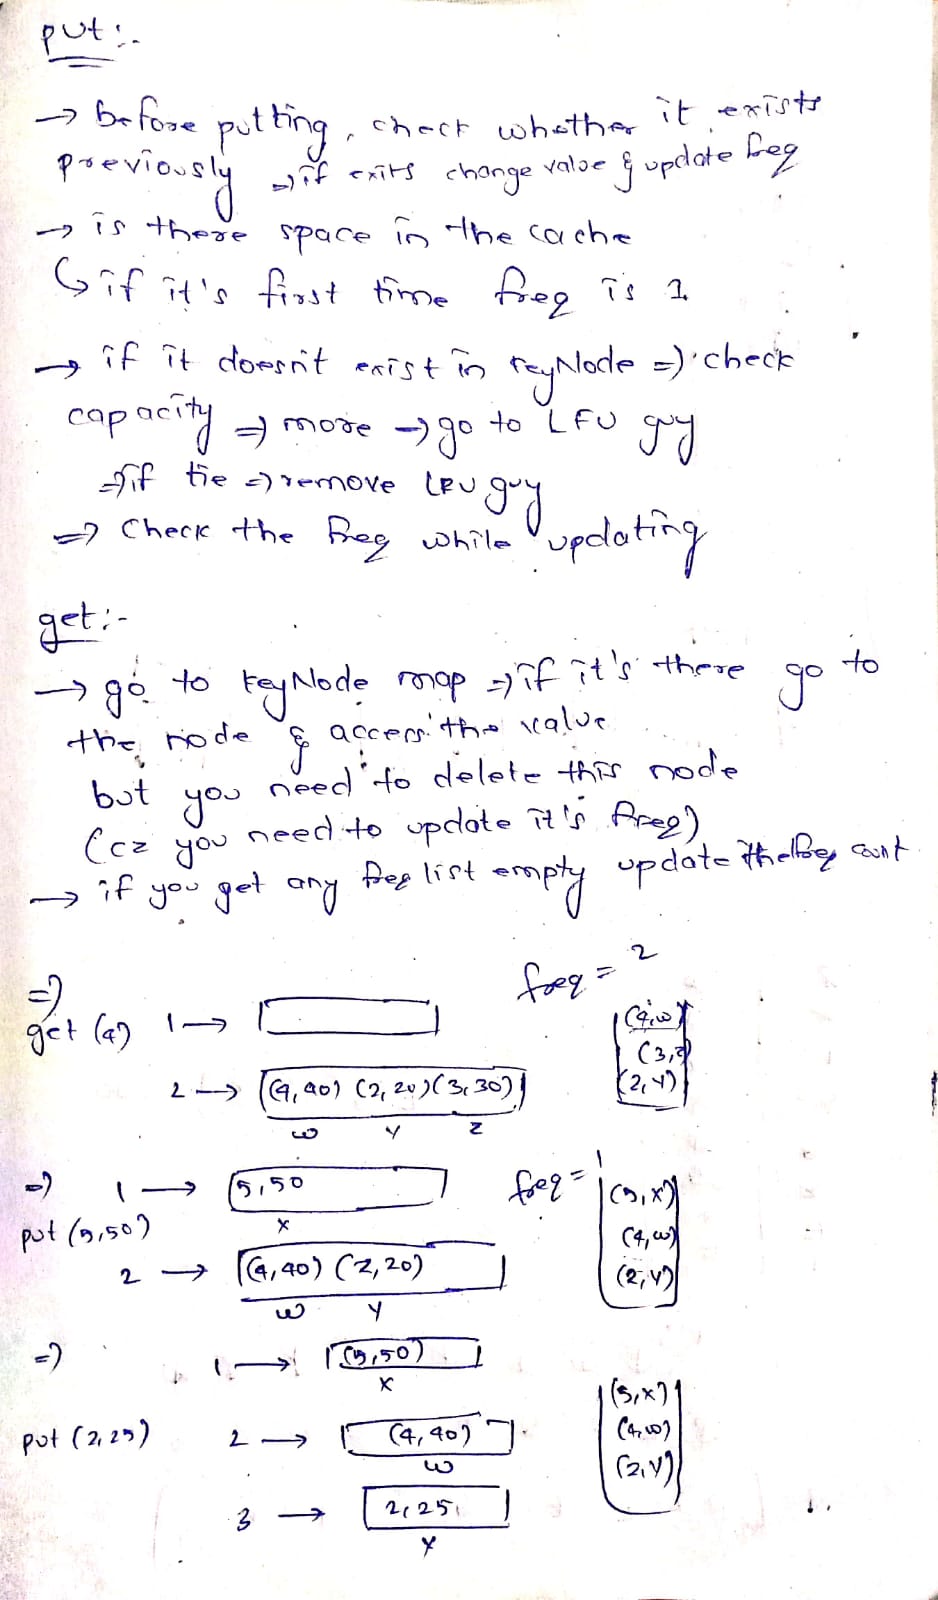 put :-
→ before putting, check whether it exists
previously ⇒ if exits change value & update freq
→ is there space in the cache
↳ if it's first time freq is 1
→ if it doesn't exist in keyNode ⇒ check
capacity ⇒ more → go to LFU guy
⇒ if tie ⇒ remove LRU guy
⇒ Check the freq while updating
get :-
→ go to keyNode map ⇒ if it's there go to
the node & access the value
but you need to delete this node
(cz you need to update it's freq)
→ if you get any freq list empty update the lfreq count
⇒ freq = 2
get (4) 1 → (4,w)
(3,z)
2 → (4,40) (2,20) (3,30) (2,y)
w y z
⇒ 1 → 5,50 freq = 1 (5,x)
put (5,50) x (4,w)
2 → (4,40) (2,20) (2,y)
w y
⇒ 1 → (5,50)
x (5,x)
put (2,25) 2 → (4,40) (4,w)
w (2,y)
3 → 2,25
y